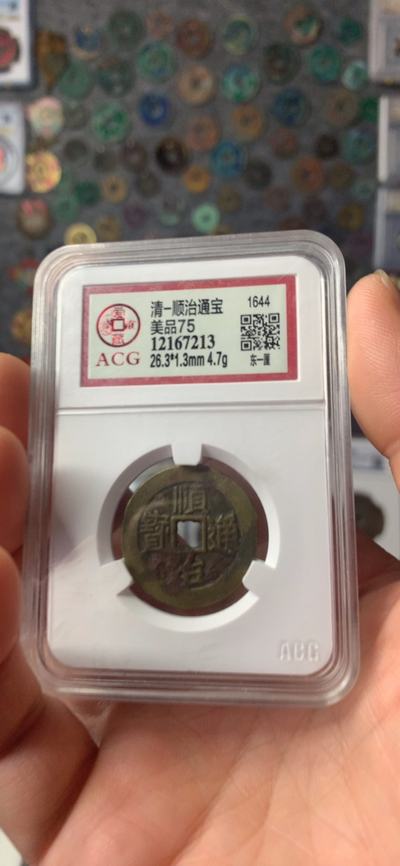 清-顺治通宝
1644
美品75
12167213
ACG
26.3*1.3mm 4.7g
东一厘
順
治
通
寳
ACG